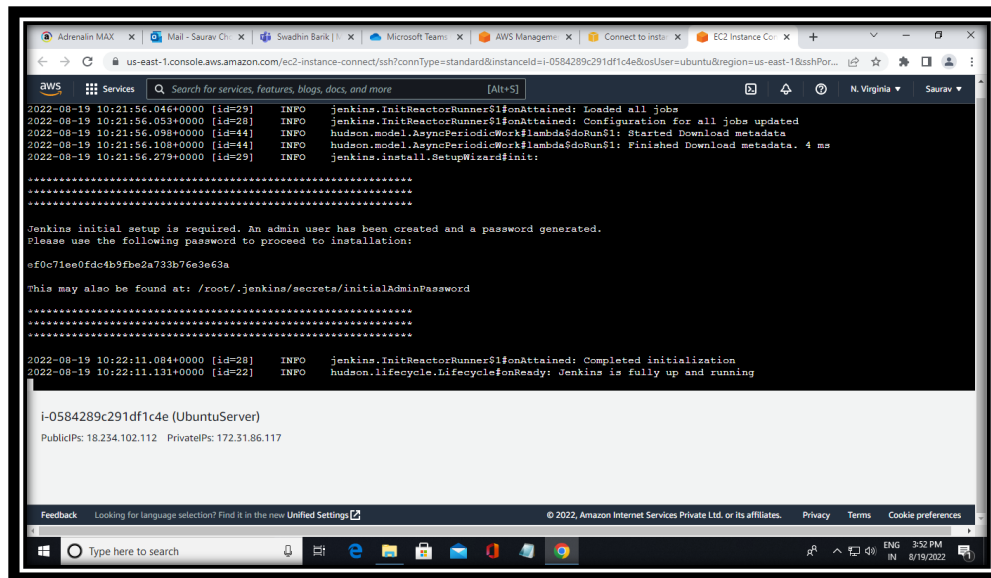 Adrenalin MAX
Mail - Saurav Ch
Swadhin Barik |
Microsoft Teams
AWS Manageme
Connect to insta
EC2 Instance Con
us-east-1.console.aws.amazon.com/ec2-instance-connect/ssh?connType=standard&instanceId=i-0584289c291df1c4e&osUser=ubuntu&region=us-east-1&sshPor...
aws Services Search for services, features, blogs, docs, and more [Alt+S] N. Virginia Saurav
2022-08-19 10:21:56.046+0000 [id=29] INFO jenkins.InitReactorRunner$1#onAttained: Loaded all jobs
2022-08-19 10:21:56.053+0000 [id=28] INFO jenkins.InitReactorRunner$1#onAttained: Configuration for all jobs updated
2022-08-19 10:21:56.098+0000 [id=44] INFO hudson.model.AsyncPeriodicWork#lambda$doRun$1: Started Download metadata
2022-08-19 10:21:56.108+0000 [id=44] INFO hudson.model.AsyncPeriodicWork#lambda$doRun$1: Finished Download metadata. 4 ms
2022-08-19 10:21:56.279+0000 [id=29] INFO jenkins.install.SetupWizard#init:
*************************************************************
*************************************************************
*************************************************************
Jenkins initial setup is required. An admin user has been created and a password generated.
Please use the following password to proceed to installation:
ef0c71ee0fdc4b9fbe2a733b76e3e63a
This may also be found at: /root/.jenkins/secrets/initialAdminPassword
*************************************************************
*************************************************************
*************************************************************
2022-08-19 10:22:11.084+0000 [id=28] INFO jenkins.InitReactorRunner$1#onAttained: Completed initialization
2022-08-19 10:22:11.131+0000 [id=22] INFO hudson.lifecycle.Lifecycle#onReady: Jenkins is fully up and running
i-0584289c291df1c4e (UbuntuServer)
PublicIPs: 18.234.102.112 PrivateIPs: 172.31.86.117
Feedback Looking for language selection? Find it in the new Unified Settings © 2022, Amazon Internet Services Private Ltd. or its affiliates. Privacy Terms Cookie preferences
Type here to search ENG 3:52 PM
IN 8/19/2022